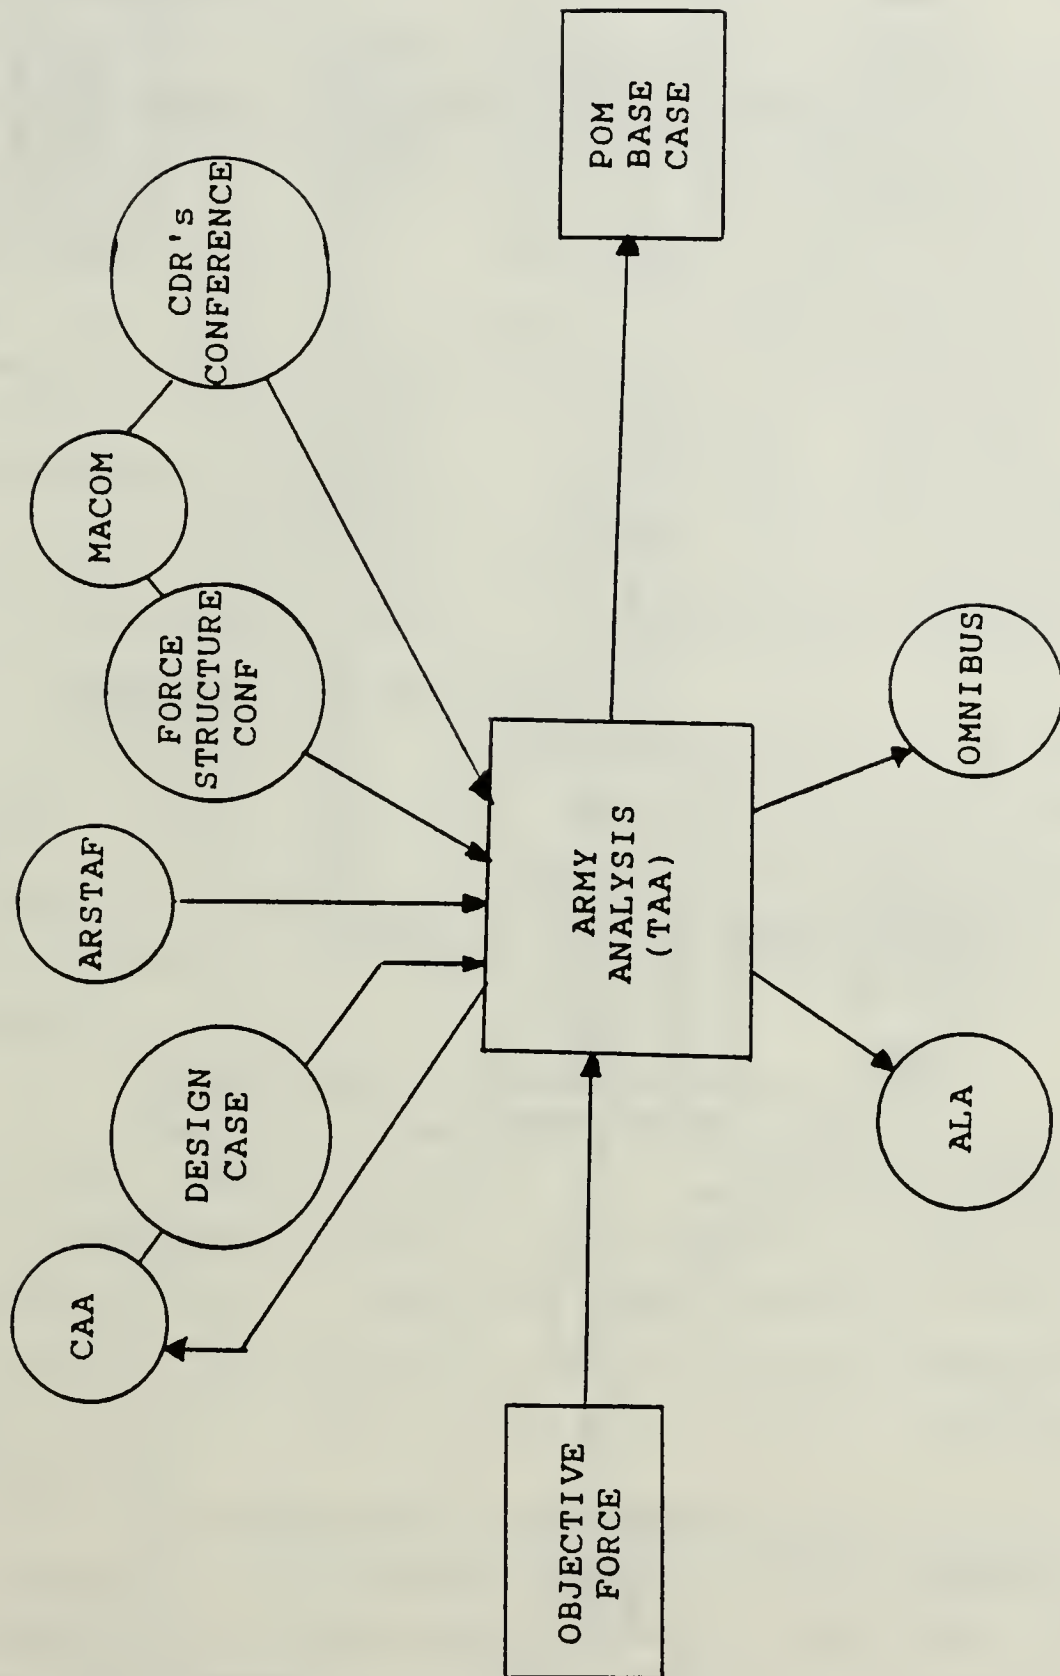 CAA
DESIGN
CASE
ARSTAF
FORCE
STRUCTURE
CONF
MACOM
CDR's
CONFERENCE
OBJECTIVE
FORCE
ARMY
ANALYSIS
(TAA)
POM
BASE
CASE
ALA
OMNIBUS